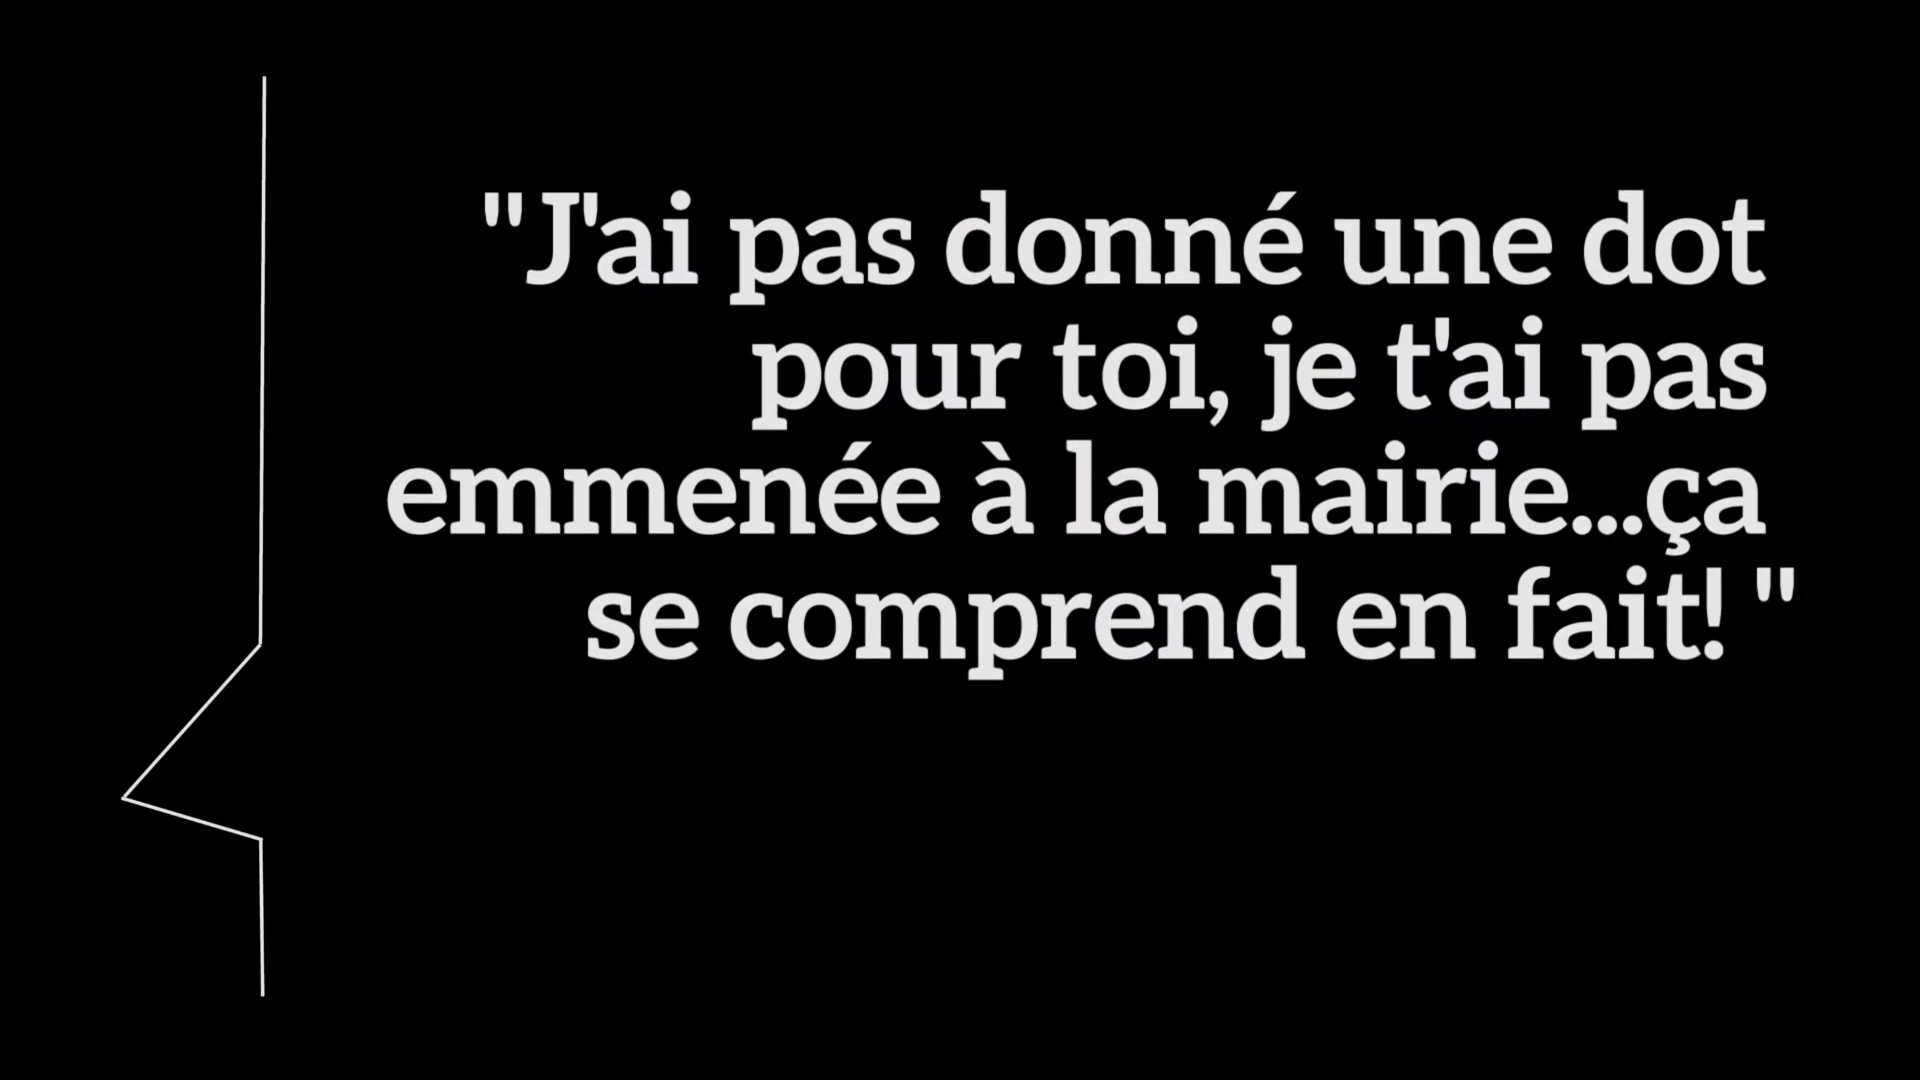 "J'ai pas donné une dot
pour toi, je t'ai pas
emmenée à la mairie...ça
se comprend en fait! "